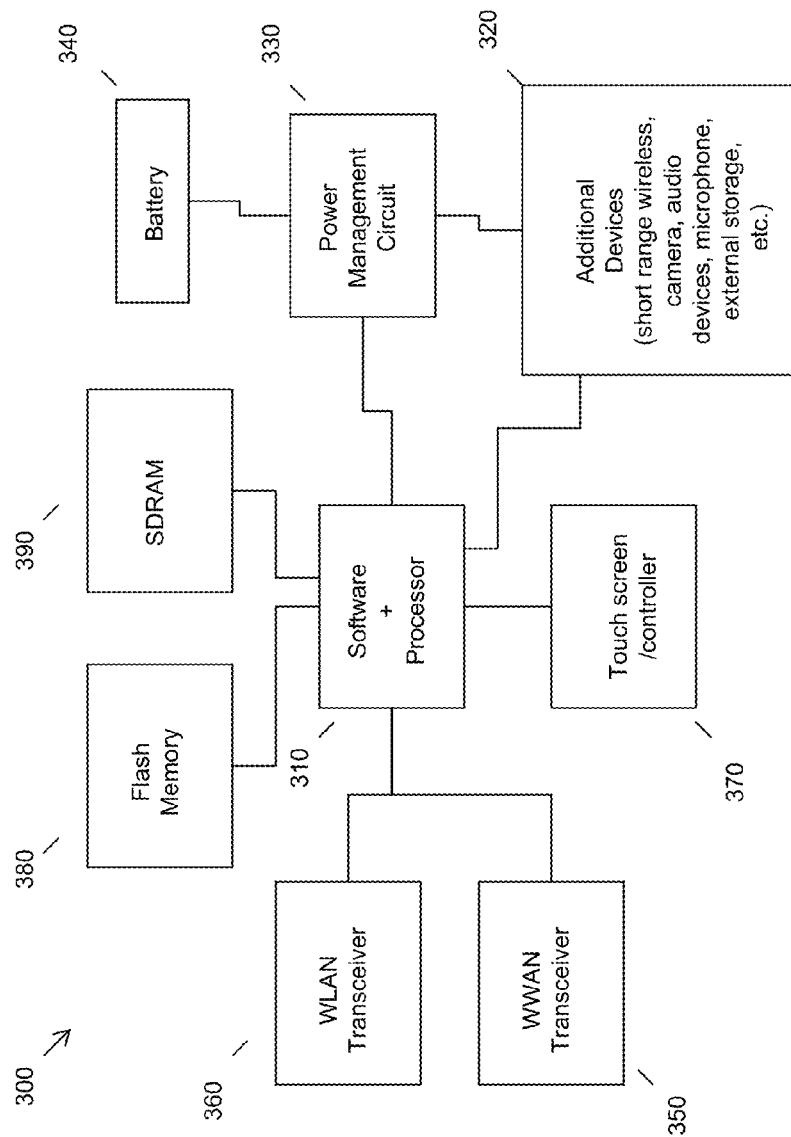 300
380
Flash
Memory
390
SDRAM
340
Battery
330
Power
Management
Circuit
360
WLAN
Transceiver
310
Software
+
Processor
320
Additional
Devices
(short range wireless,
camera, audio
devices, microphone,
external storage,
etc.)
350
WWAN
Transceiver
370
Touch screen
/controller